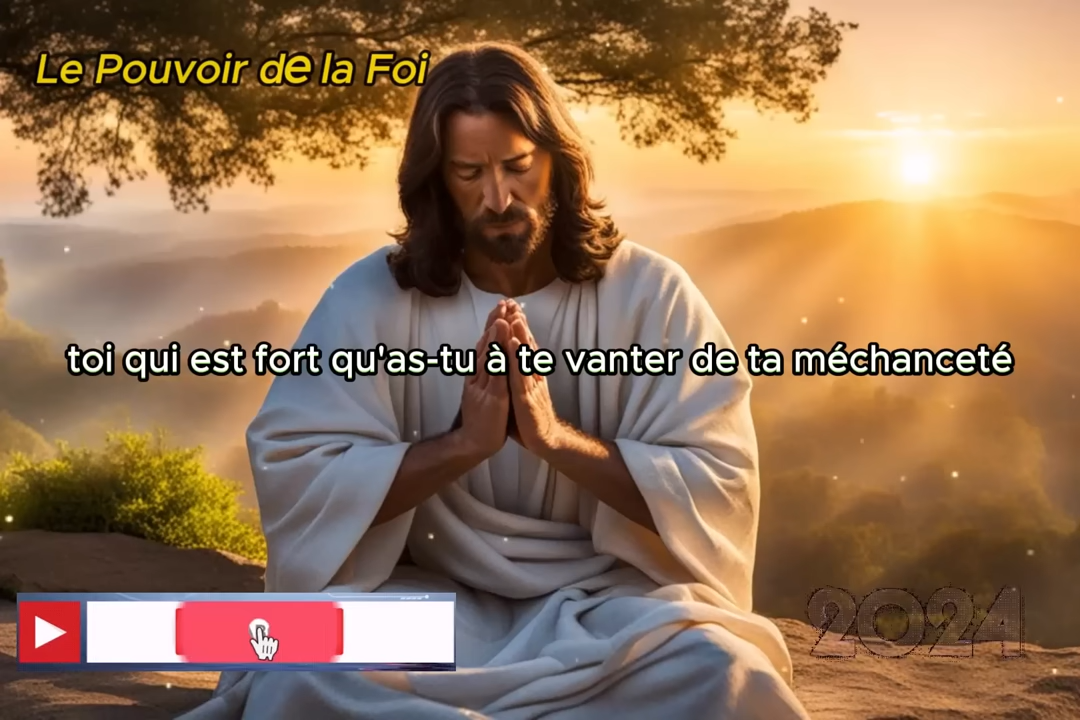 Le Pouvoir de la Foi
toi qui est fort qu'as-tu à te vanter de ta méchanceté
2024